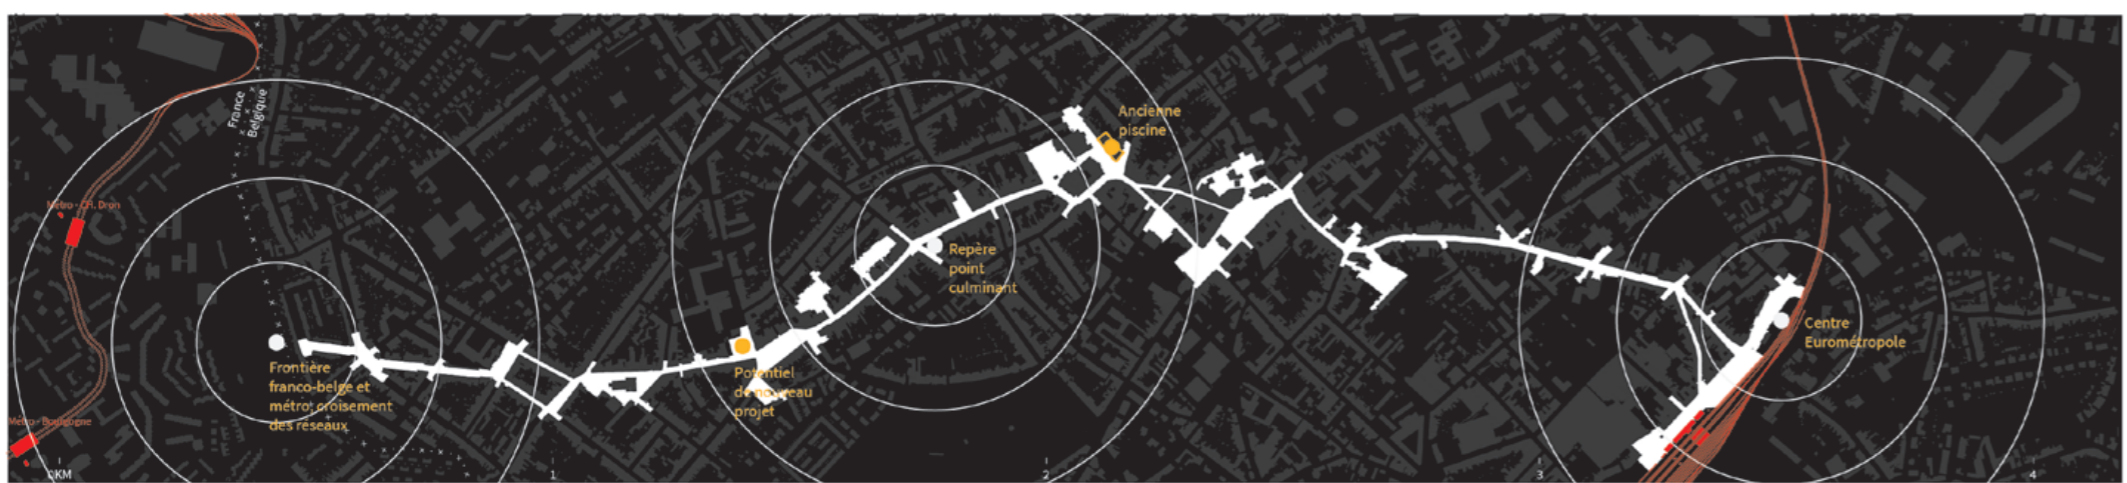 France
Belgique
Métro - CH. Dron
Métro - Bourgogne
Frontière
franco-belge et
métro: croisement
des réseaux
Potentiel
de nouveau
projet
Repère
point
culminant
Ancienne
piscine
Centre
Eurométropole
0KM
1
2
3
4